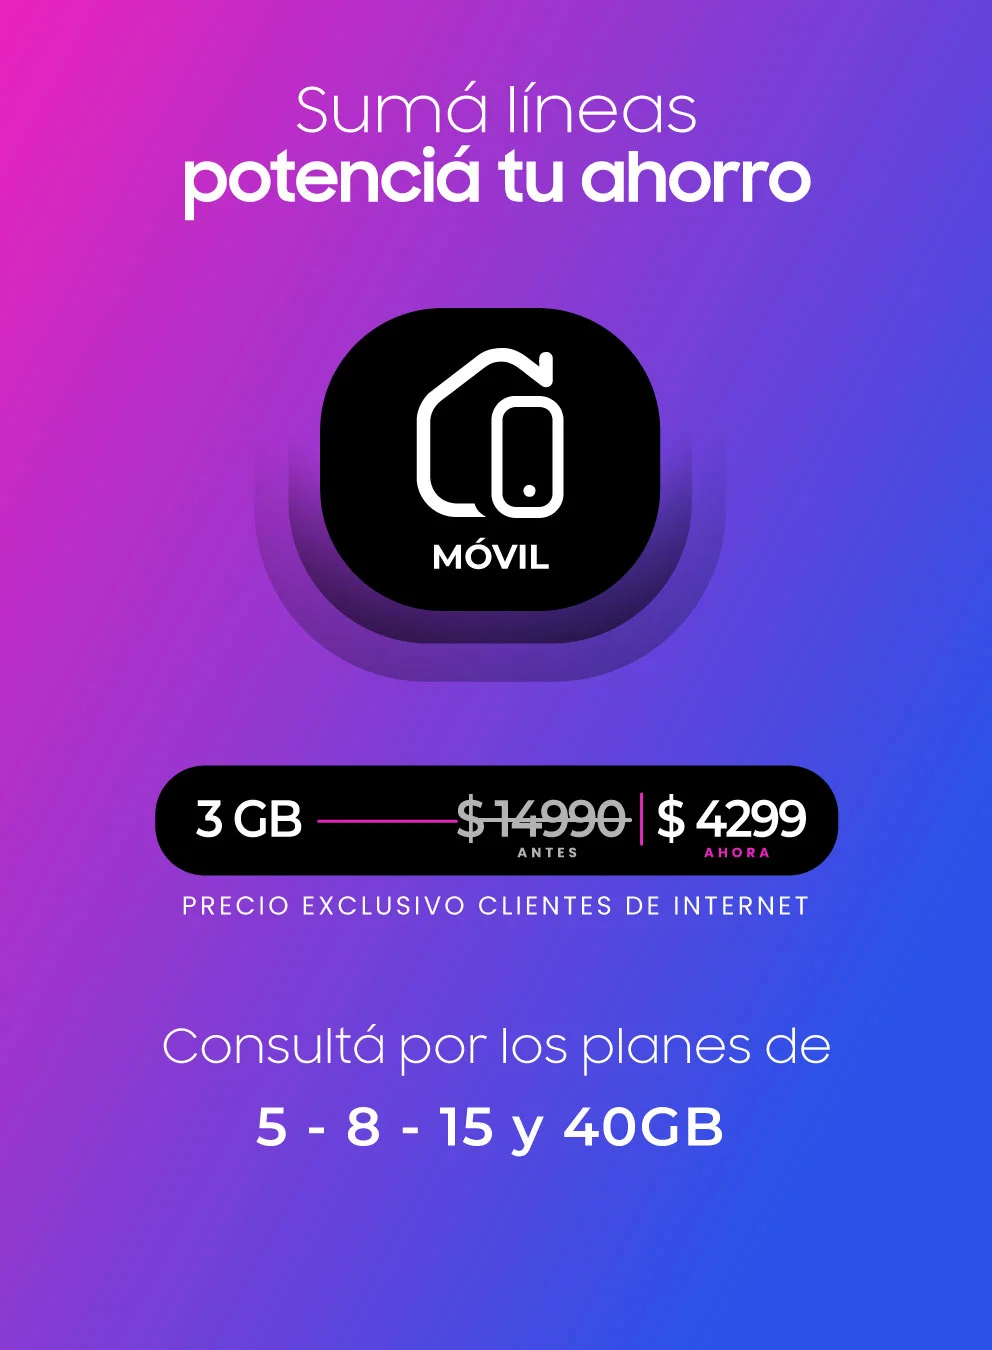 Sumá líneas
potenciá tu ahorro
MÓVIL
3 GB $ 14990 $ 4299
ANTES AHORA
PRECIO EXCLUSIVO CLIENTES DE INTERNET
Consultá por los planes de
5 - 8 - 15 y 40GB